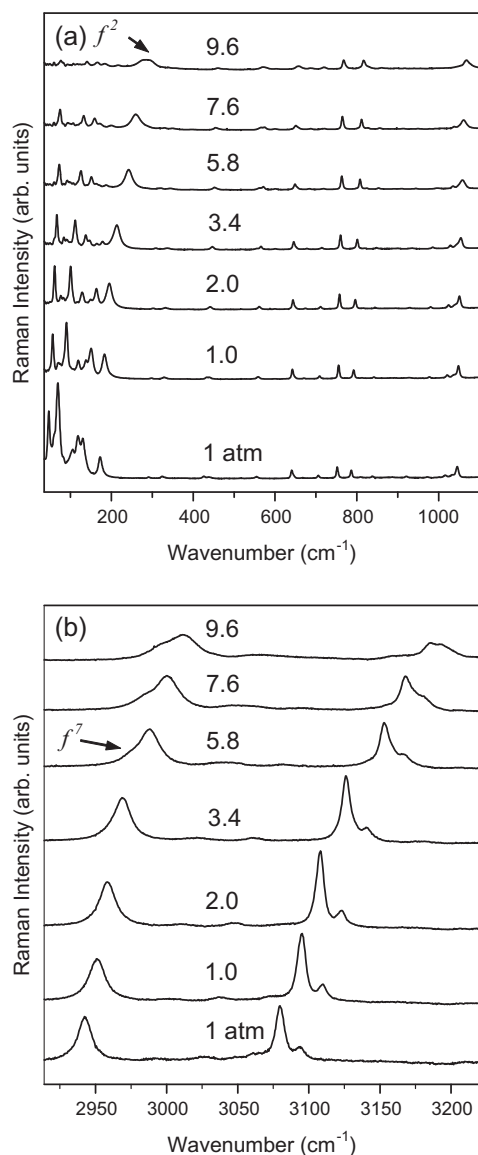 (a) f²
9.6
7.6
5.8
3.4
2.0
1.0
1 atm
Raman Intensity (arb. units)
200 400 600 800 1000
Wavenumber (cm⁻¹)
(b)
9.6
7.6
f⁷ 5.8
3.4
2.0
1.0
1 atm
Raman Intensity (arb. units)
2950 3000 3050 3100 3150 3200
Wavenumber (cm⁻¹)